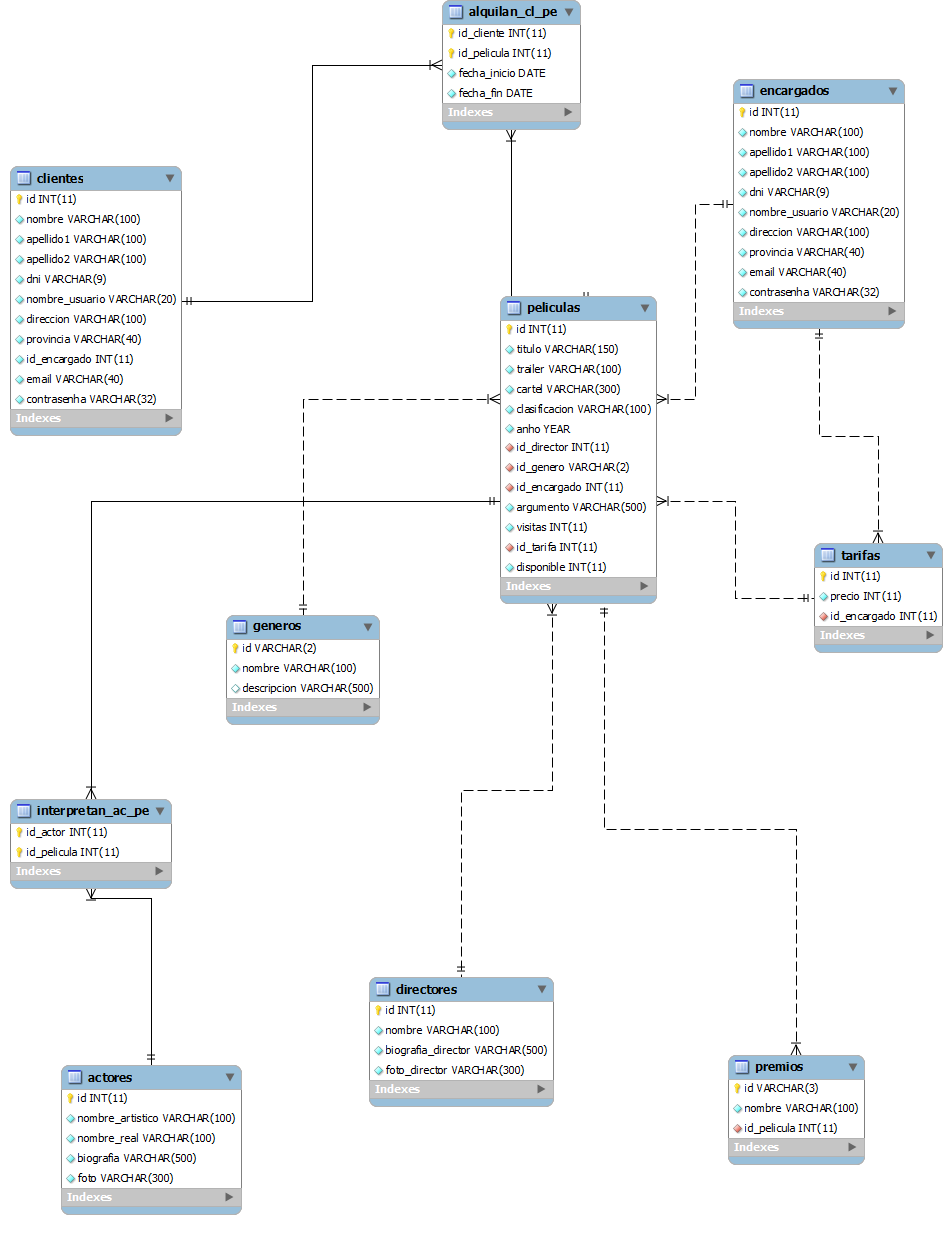 alquilan_cl_pe
id_cliente INT(11)
id_pelicula INT(11)
fecha_inicio DATE
fecha_fin DATE
Indexes
encargados
id INT(11)
nombre VARCHAR(100)
apellido1 VARCHAR(100)
apellido2 VARCHAR(100)
dni VARCHAR(9)
nombre_usuario VARCHAR(20)
direccion VARCHAR(100)
provincia VARCHAR(40)
email VARCHAR(40)
contrasenha VARCHAR(32)
Indexes
clientes
id INT(11)
nombre VARCHAR(100)
apellido1 VARCHAR(100)
apellido2 VARCHAR(100)
dni VARCHAR(9)
nombre_usuario VARCHAR(20)
direccion VARCHAR(100)
provincia VARCHAR(40)
id_encargado INT(11)
email VARCHAR(40)
contrasenha VARCHAR(32)
Indexes
peliculas
id INT(11)
titulo VARCHAR(150)
trailer VARCHAR(100)
cartel VARCHAR(300)
clasificacion VARCHAR(100)
anho YEAR
id_director INT(11)
id_genero VARCHAR(2)
id_encargado INT(11)
argumento VARCHAR(500)
visitas INT(11)
id_tarifa INT(11)
disponible INT(11)
Indexes
tarifas
id INT(11)
precio INT(11)
id_encargado INT(11)
Indexes
generos
id VARCHAR(2)
nombre VARCHAR(100)
descripcion VARCHAR(500)
Indexes
interpretan_ac_pe
id_actor INT(11)
id_pelicula INT(11)
Indexes
directores
id INT(11)
nombre VARCHAR(100)
biografia_director VARCHAR(500)
foto_director VARCHAR(300)
Indexes
premios
id VARCHAR(3)
nombre VARCHAR(100)
id_pelicula INT(11)
Indexes
actores
id INT(11)
nombre_artistico VARCHAR(100)
nombre_real VARCHAR(100)
biografia VARCHAR(500)
foto VARCHAR(300)
Indexes